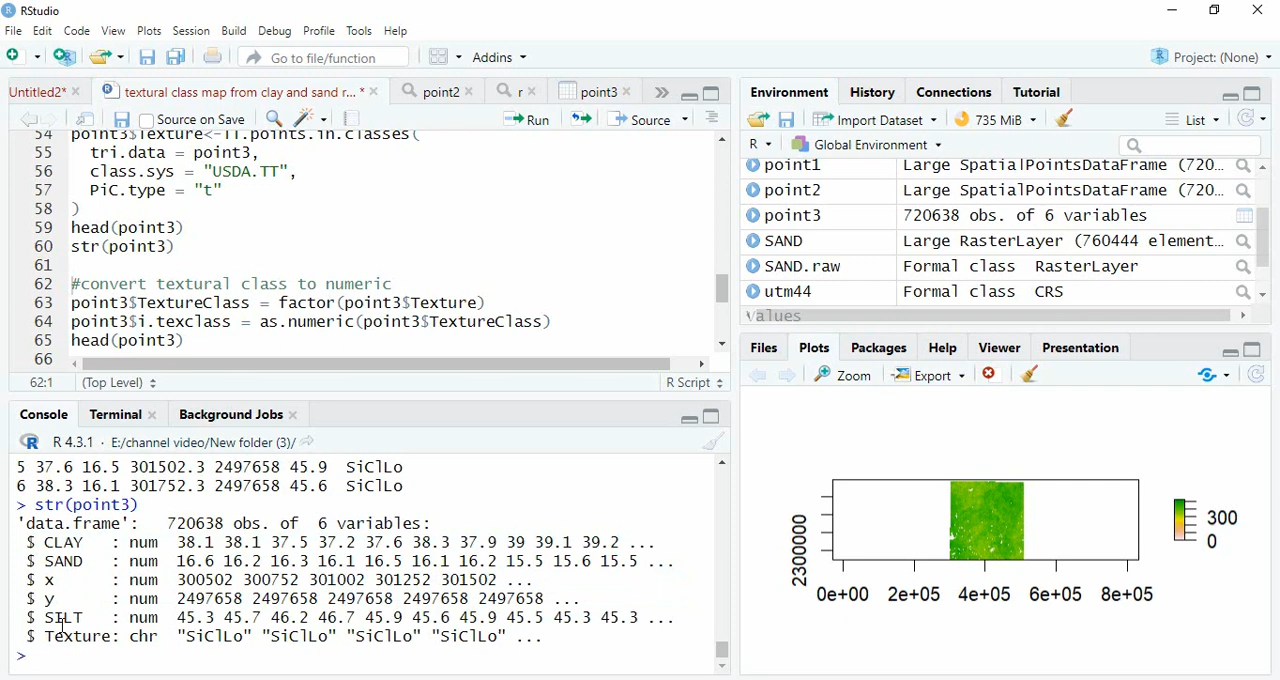 RStudio
File Edit Code View Plots Session Build Debug Profile Tools Help
Go to file/function Addins Project: (None)
Untitled2* textural class map from clay and sand r... * point2 r point3
Source on Save Run Source
54 point3$Texture<-TT.points.in.classes(
55 tri.data = point3,
56 class.sys = "USDA.TT",
57 PiC.type = "t"
58 )
59 head(point3)
60 str(point3)
61
62 #convert textural class to numeric
63 point3$TextureClass = factor(point3$Texture)
64 point3$i.texclass = as.numeric(point3$TextureClass)
65 head(point3)
66
62:1 (Top Level) R Script
Console Terminal Background Jobs
R 4.3.1 · E:/channel video/New folder (3)/
5 37.6 16.5 301502.3 2497658 45.9 SiClLo
6 38.3 16.1 301752.3 2497658 45.6 SiClLo
> str(point3)
'data.frame': 720638 obs. of 6 variables:
$ CLAY : num 38.1 38.1 37.5 37.2 37.6 38.3 37.9 39 39.1 39.2 ...
$ SAND : num 16.6 16.2 16.3 16.1 16.5 16.1 16.2 15.5 15.6 15.5 ...
$ x : num 300502 300752 301002 301252 301502 ...
$ y : num 2497658 2497658 2497658 2497658 2497658 ...
$ SILT : num 45.3 45.7 46.2 46.7 45.9 45.6 45.9 45.5 45.3 45.3 ...
$ Texture: chr "SiClLo" "SiClLo" "SiClLo" "SiClLo" ...
>
Environment History Connections Tutorial
Import Dataset 735 MiB List
R Global Environment
point1 Large SpatialPointsDataFrame (720...
point2 Large SpatialPointsDataFrame (720...
point3 720638 obs. of 6 variables
SAND Large RasterLayer (760444 element...
SAND.raw Formal class RasterLayer
utm44 Formal class CRS
Values
Files Plots Packages Help Viewer Presentation
Zoom Export
2300000
0e+00 2e+05 4e+05 6e+05 8e+05
300
0